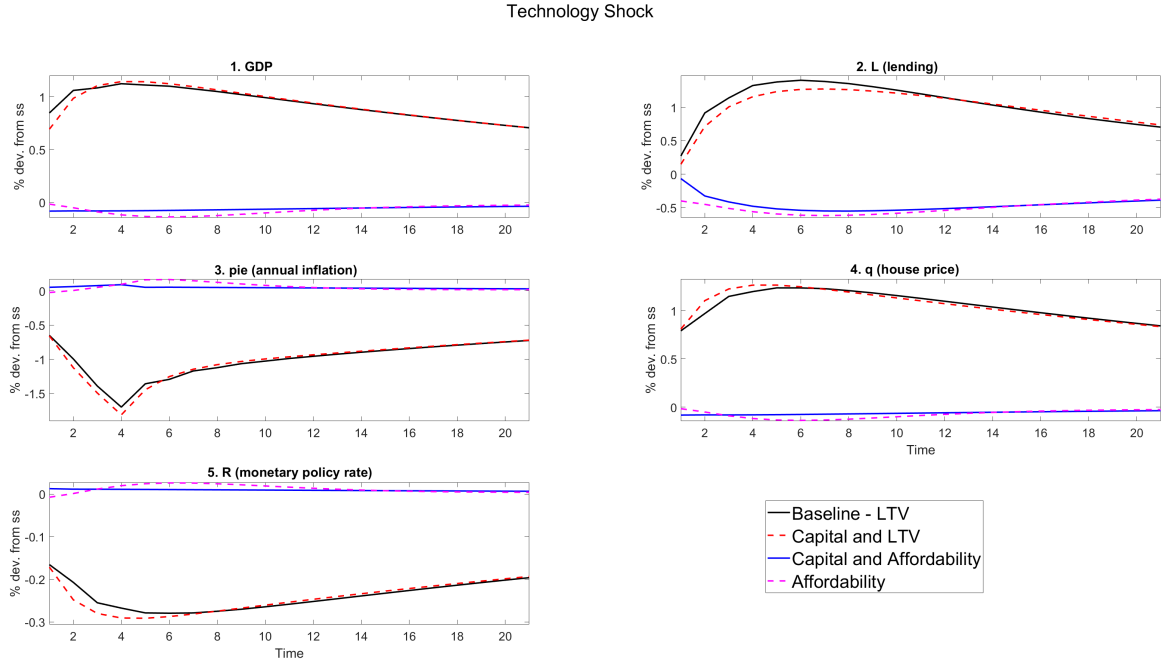 Technology Shock
1. GDP
% dev. from ss
1
0.5
0
2 4 6 8 10 12 14 16 18 20
2. L (lending)
% dev. from ss
1
0.5
0
-0.5
2 4 6 8 10 12 14 16 18 20
3. pie (annual inflation)
% dev. from ss
0
-0.5
-1
-1.5
2 4 6 8 10 12 14 16 18 20
4. q (house price)
% dev. from ss
1
0.5
0
2 4 6 8 10 12 14 16 18 20
Time
5. R (monetary policy rate)
% dev. from ss
0
-0.1
-0.2
-0.3
2 4 6 8 10 12 14 16 18 20
Time
Baseline - LTV
Capital and LTV
Capital and Affordability
Affordability